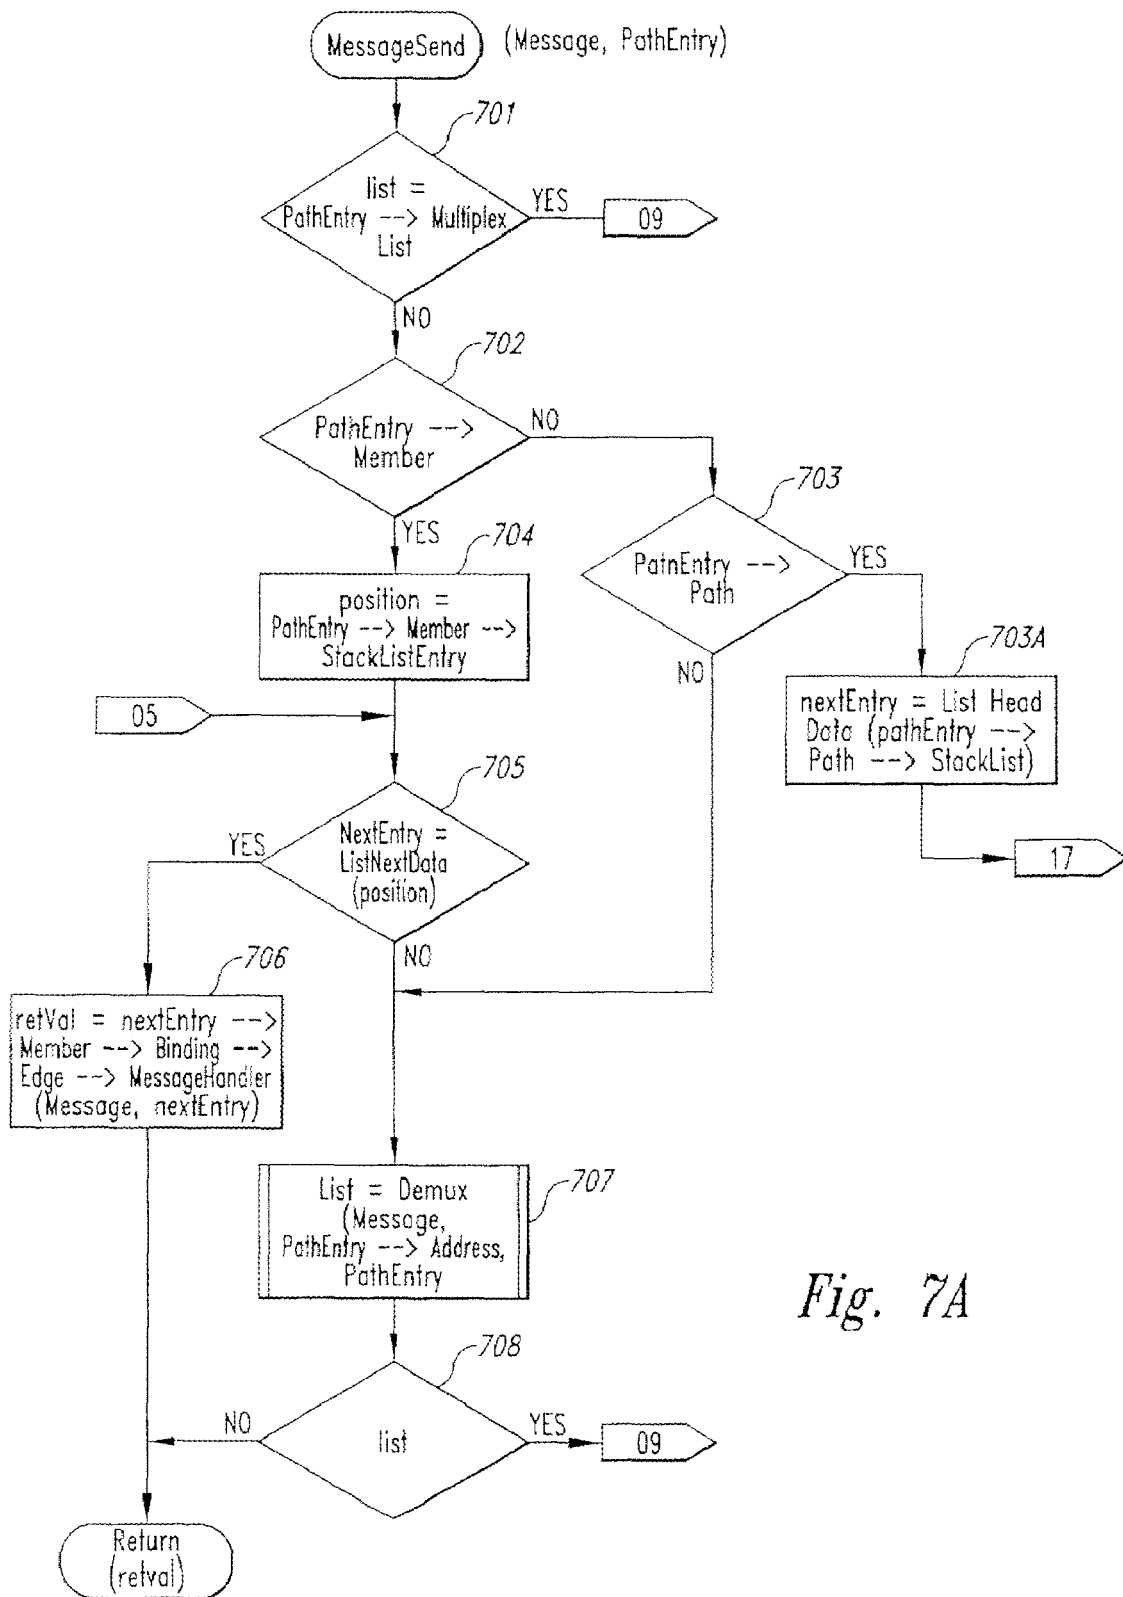 MessageSend (Message, PathEntry)
701
list =
PathEntry --> Multiplex
List
YES
09
NO
702
PathEntry -->
Member
NO
703
PatnEntry -->
Path
YES
NO
YES
704
position =
PathEntry --> Member -->
StackListEntry
703A
nextEntry = List Head
Data (pathEntry -->
Path --> StackList)
05
17
705
NextEntry =
ListNextData
(position)
YES
NO
706
retVal = nextEntry -->
Member --> Binding -->
Edge --> MessageHandler
(Message, nextEntry)
707
List = Demux
(Message,
PathEntry --> Address,
PathEntry
Fig. 7A
708
list
NO
YES
09
Return
(retval)